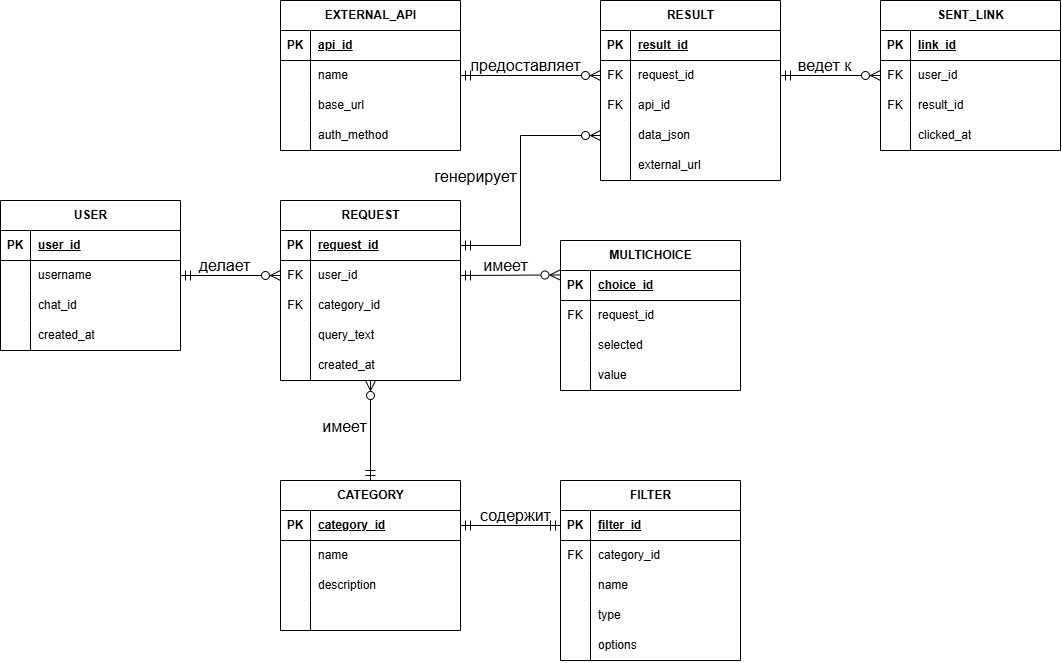 EXTERNAL_API
PK api_id
name
base_url
auth_method
предоставляет
RESULT
PK result_id
FK request_id
FK api_id
data_json
external_url
ведет к
SENT_LINK
PK link_id
FK user_id
FK result_id
clicked_at
генерирует
USER
PK user_id
username
chat_id
created_at
делает
REQUEST
PK request_id
FK user_id
FK category_id
query_text
created_at
имеет
MULTICHOICE
PK choice_id
FK request_id
selected
value
имеет
CATEGORY
PK category_id
name
description
содержит
FILTER
PK filter_id
FK category_id
name
type
options